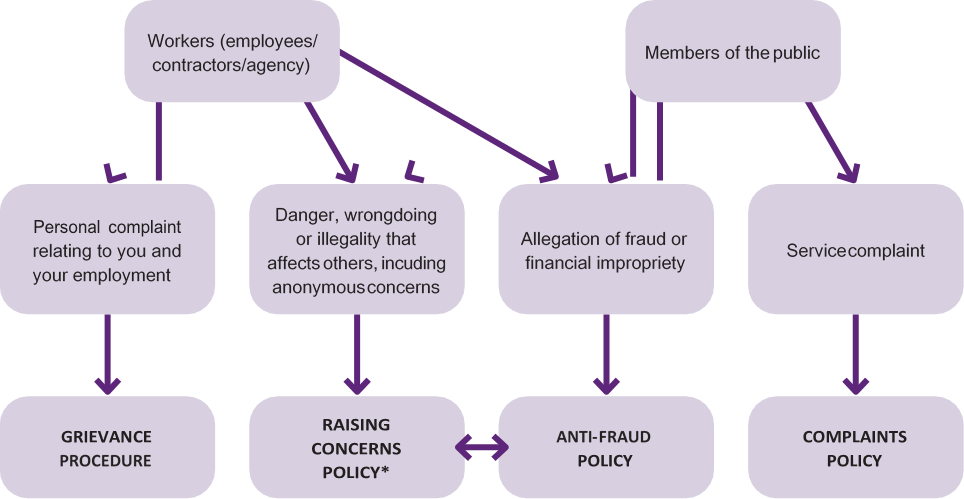 Workers (employees/
contractors/agency)
Members of the public
Personal complaint
relating to you and
your employment
Danger, wrongdoing
or illegality that
affects others, incuding
anonymous concerns
Allegation of fraud or
financial impropriety
Service complaint
GRIEVANCE
PROCEDURE
RAISING
CONCERNS
POLICY*
ANTI-FRAUD
POLICY
COMPLAINTS
POLICY